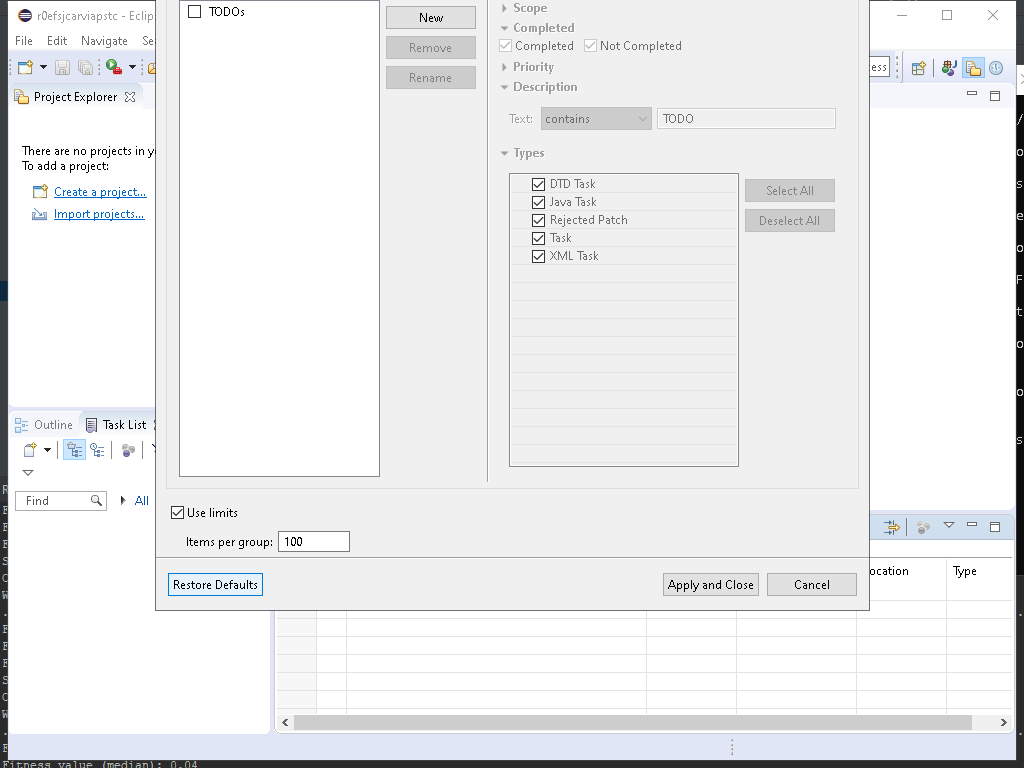 r0efsjcarviapstc - Eclip
File Edit Navigate Se
ess
Project Explorer
There are no projects in y
To add a project:
Create a project...
Import projects...
TODOs
New
Remove
Rename
Scope
Completed
Completed Not Completed
Priority
Description
Text: contains TODO
Types
DTD Task
Java Task
Rejected Patch
Task
XML Task
Select All
Deselect All
Outline Task List
Find All
Use limits
Items per group: 100
Restore Defaults Apply and Close Cancel
ocation Type
Fitness value (median): 0.04